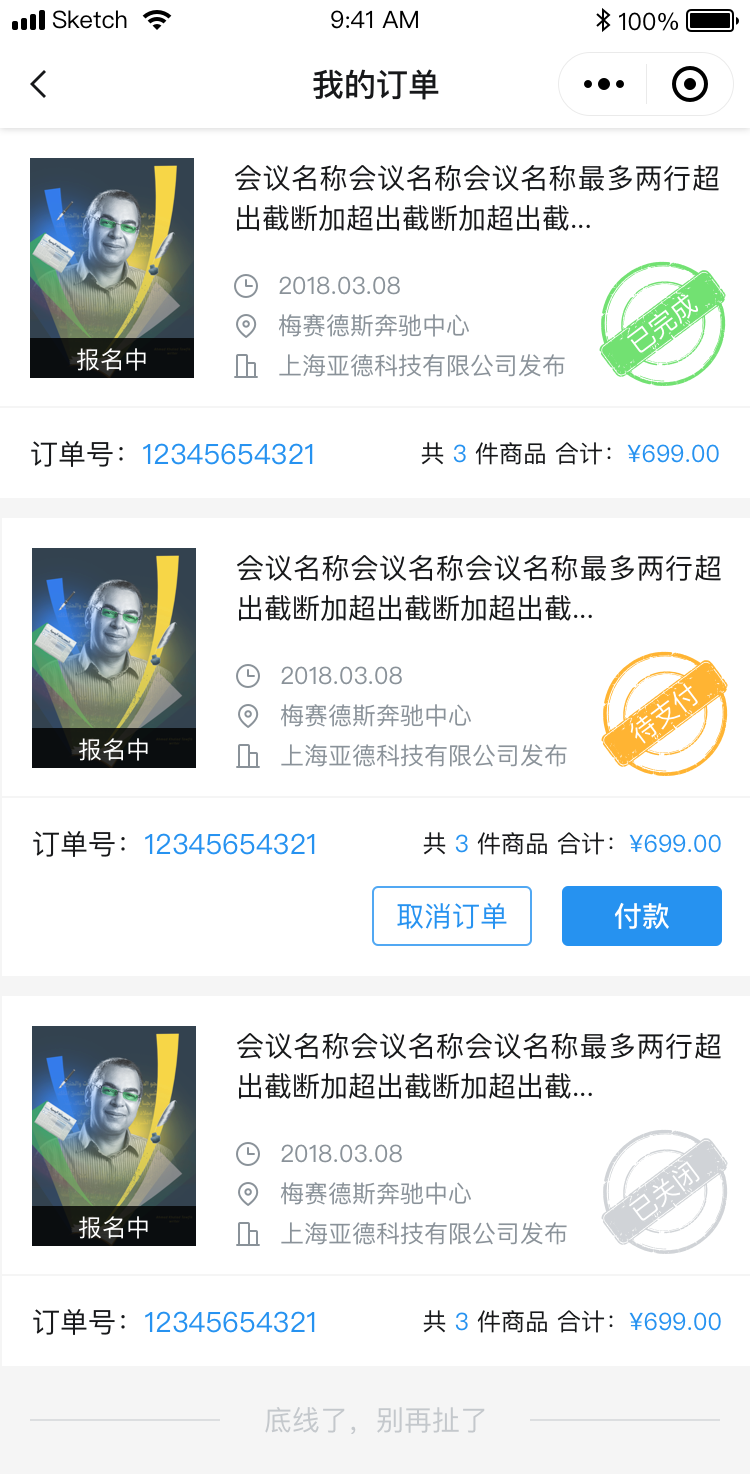 Sketch 9:41 AM 100%
我的订单
会议名称会议名称会议名称最多两行超
出截断加超出截断加超出截...
2018.03.08
梅赛德斯奔驰中心
上海亚德科技有限公司发布
报名中
已完成
订单号：12345654321 共 3 件商品 合计：¥699.00
会议名称会议名称会议名称最多两行超
出截断加超出截断加超出截...
2018.03.08
梅赛德斯奔驰中心
上海亚德科技有限公司发布
报名中
待支付
订单号：12345654321 共 3 件商品 合计：¥699.00
取消订单 付款
会议名称会议名称会议名称最多两行超
出截断加超出截断加超出截...
2018.03.08
梅赛德斯奔驰中心
上海亚德科技有限公司发布
报名中
已关闭
订单号：12345654321 共 3 件商品 合计：¥699.00
底线了，别再扯了